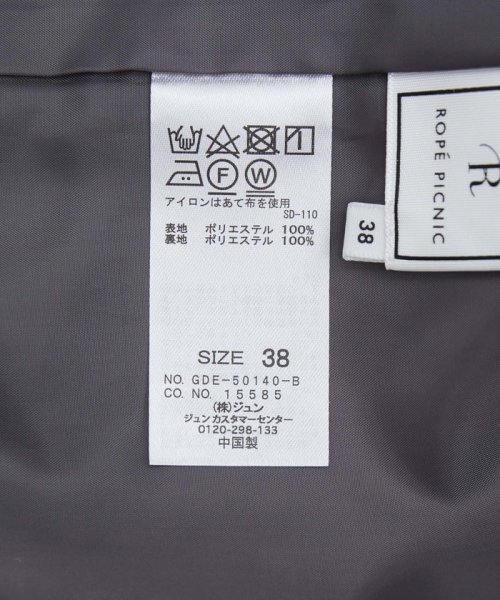 F W
アイロンはあて布を使用
SD-110
表地 ポリエステル 100%
裏地 ポリエステル 100%
SIZE 38
NO. GDE-50140-B
CO. NO. 15585
(株)ジュン
ジュン カスタマーセンター
0120-298-133
中国製
38
R
ROPÉ PICNIC